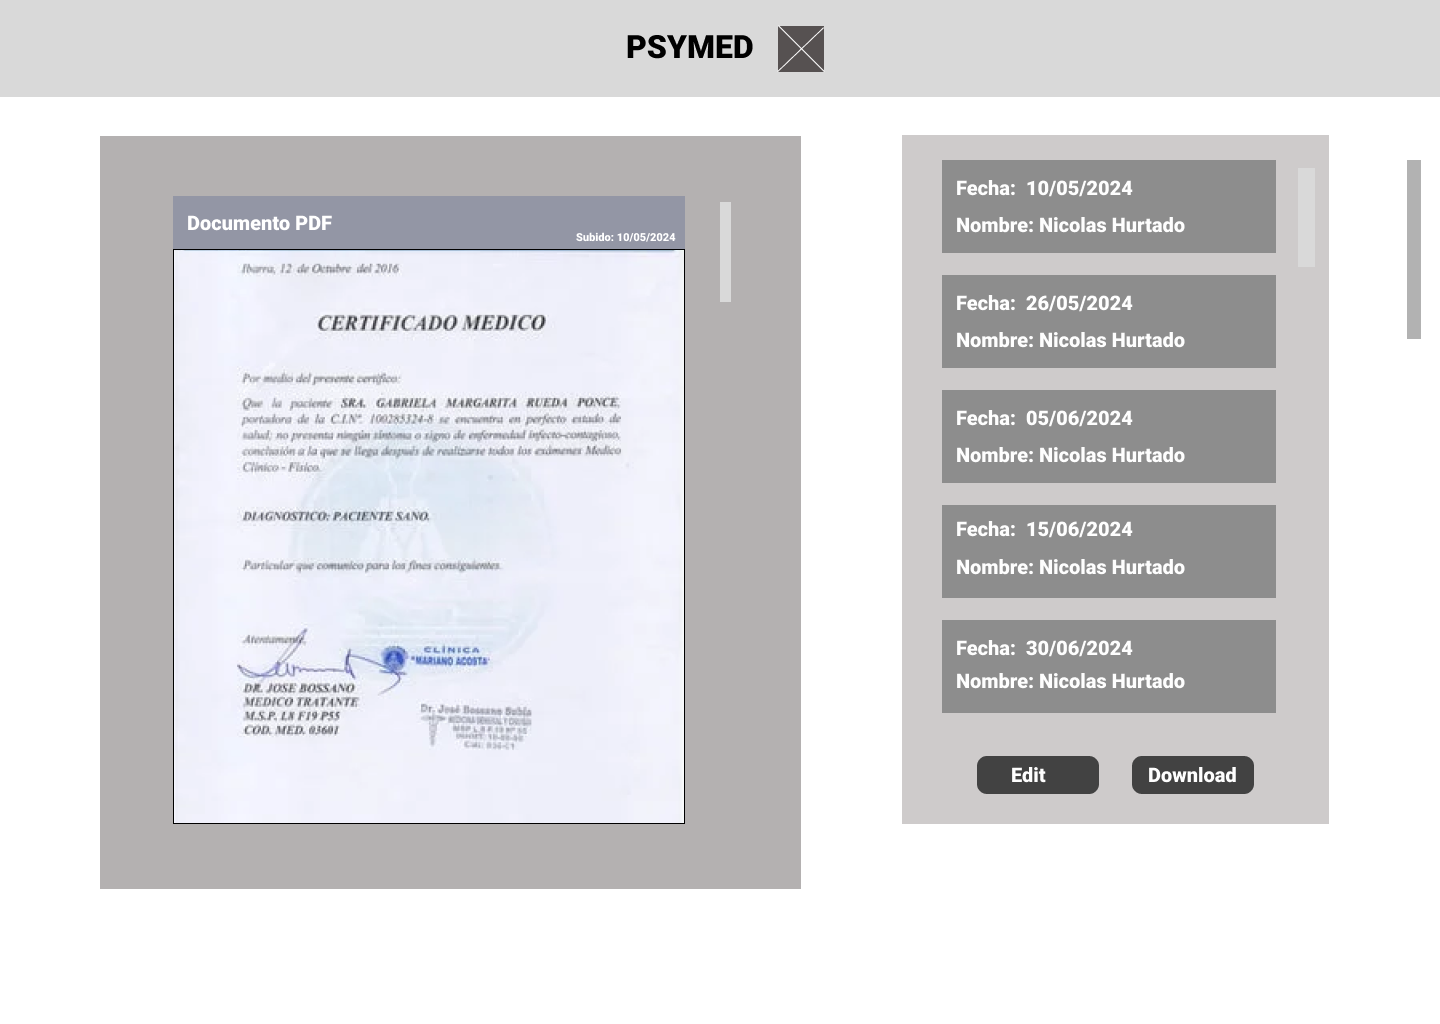 PSYMED
Documento PDF
Subido: 10/05/2024
Ibarra, 12 de Octubre del 2016
CERTIFICADO MEDICO
Por medio del presente certifico:
Que la paciente SRA. GABRIELA MARGARITA RUEDA PONCE,
portadora de la C.I.Nº. 100285324-8 se encuentra en perfecto estado de
salud; no presenta ningún síntoma o signo de enfermedad infecto-contagioso,
conclusión a la que se llega después de realizarse todos los exámenes Medico
Clínico - Físico.
DIAGNOSTICO: PACIENTE SANO.
Particular que comunico para los fines consiguientes.
Atentamente,
CLÍNICA
"MARIANO ACOSTA"
DR. JOSE BOSSANO
MEDICO TRATANTE
M.S.P. L8 F19 P55
COD. MED. 03601
Dr. José Bossano Subía
MEDICINA GENERAL Y CIRUGIA
Fecha: 10/05/2024
Nombre: Nicolas Hurtado
Fecha: 26/05/2024
Nombre: Nicolas Hurtado
Fecha: 05/06/2024
Nombre: Nicolas Hurtado
Fecha: 15/06/2024
Nombre: Nicolas Hurtado
Fecha: 30/06/2024
Nombre: Nicolas Hurtado
Edit
Download